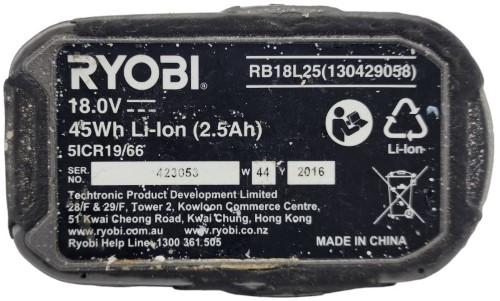 RYOBI
RB18L25(130429058)
18.0V
45Wh Li-Ion (2.5Ah)
5ICR19/66
Li-Ion
SER. NO. 423053 W 44 Y 2016
Techtronic Product Development Limited
28/F & 29/F, Tower 2, Kowloon Commerce Centre,
51 Kwai Cheong Road, Kwai Chung, Hong Kong
www.ryobi.com.au www.ryobi.co.nz
Ryobi Help Line: 1300 361 505
MADE IN CHINA